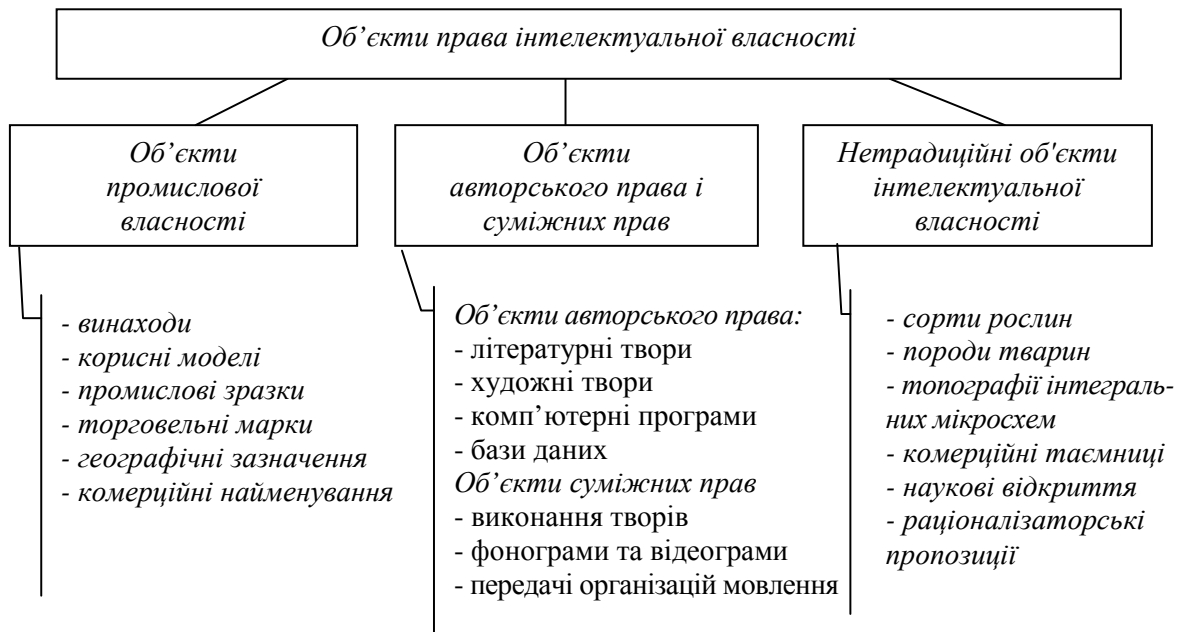 Об’єкти права інтелектуальної власності
Об’єкти
промислової
власності
Об’єкти
авторського права і
суміжних прав
Нетрадиційні об'єкти
інтелектуальної
власності
- винаходи
- корисні моделі
- промислові зразки
- торговельні марки
- географічні зазначення
- комерційні найменування
Об’єкти авторського права:
- літературні твори
- художні твори
- комп’ютерні програми
- бази даних
Об’єкти суміжних прав
- виконання творів
- фонограми та відеограми
- передачі організацій мовлення
- сорти рослин
- породи тварин
- топографії інтеграль-
них мікросхем
- комерційні таємниці
- наукові відкриття
- раціоналізаторські
пропозиції